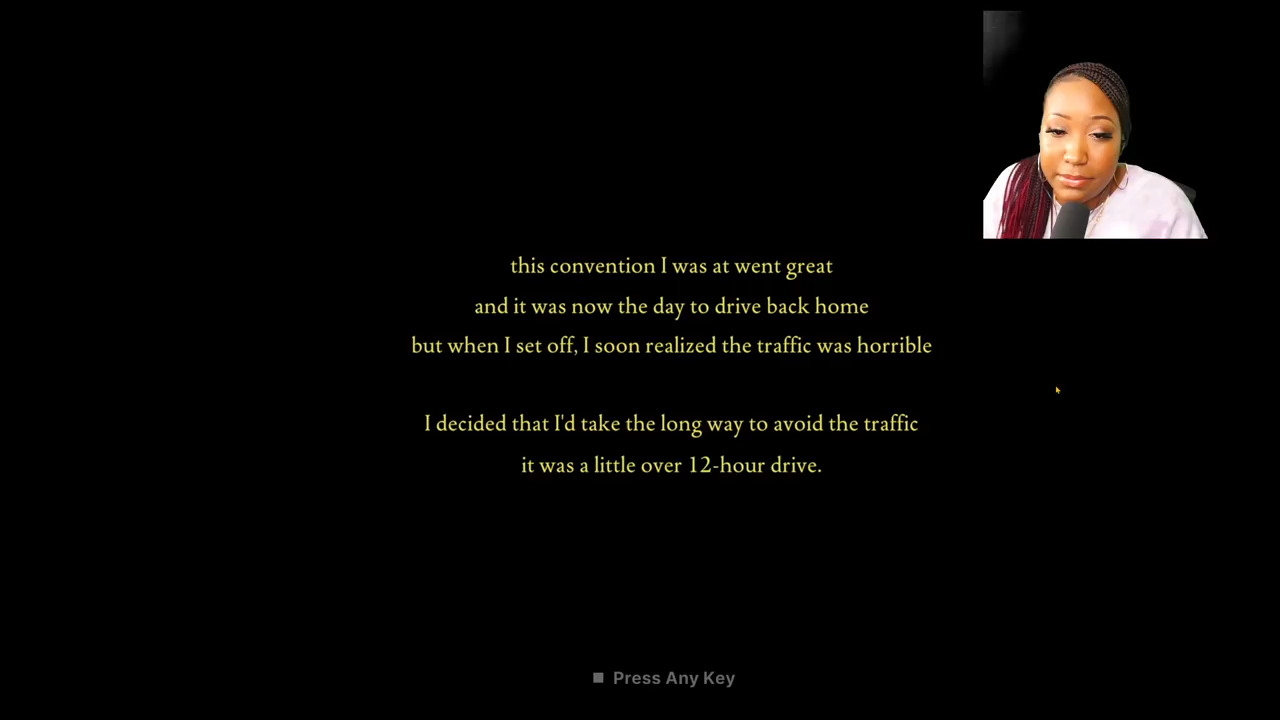 this convention I was at went great
and it was now the day to drive back home
but when I set off, I soon realized the traffic was horrible
I decided that I'd take the long way to avoid the traffic
it was a little over 12-hour drive.
Press Any Key